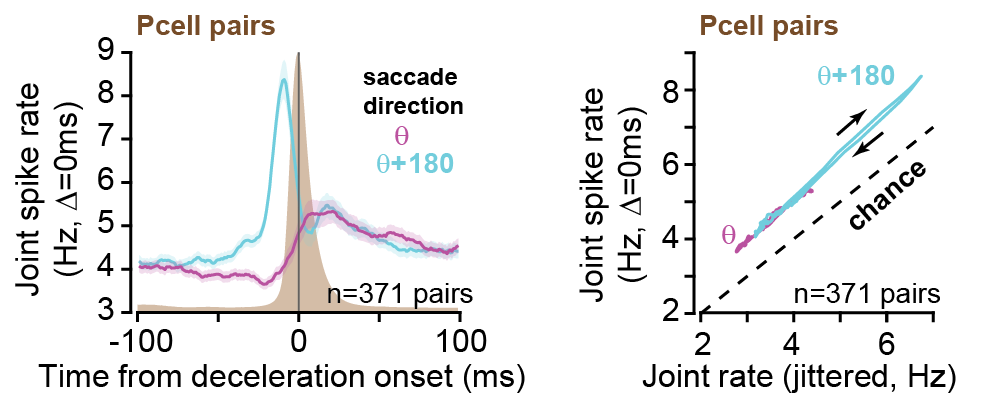 Pcell pairs
Joint spike rate
(Hz, Δ=0ms)
9
8
7
6
5
4
3
saccade
direction
θ
θ+180
n=371 pairs
-100
0
100
Time from deceleration onset (ms)
Pcell pairs
Joint spike rate
(Hz, Δ=0ms)
8
6
4
2
θ+180
θ
chance
n=371 pairs
2
4
6
Joint rate (jittered, Hz)